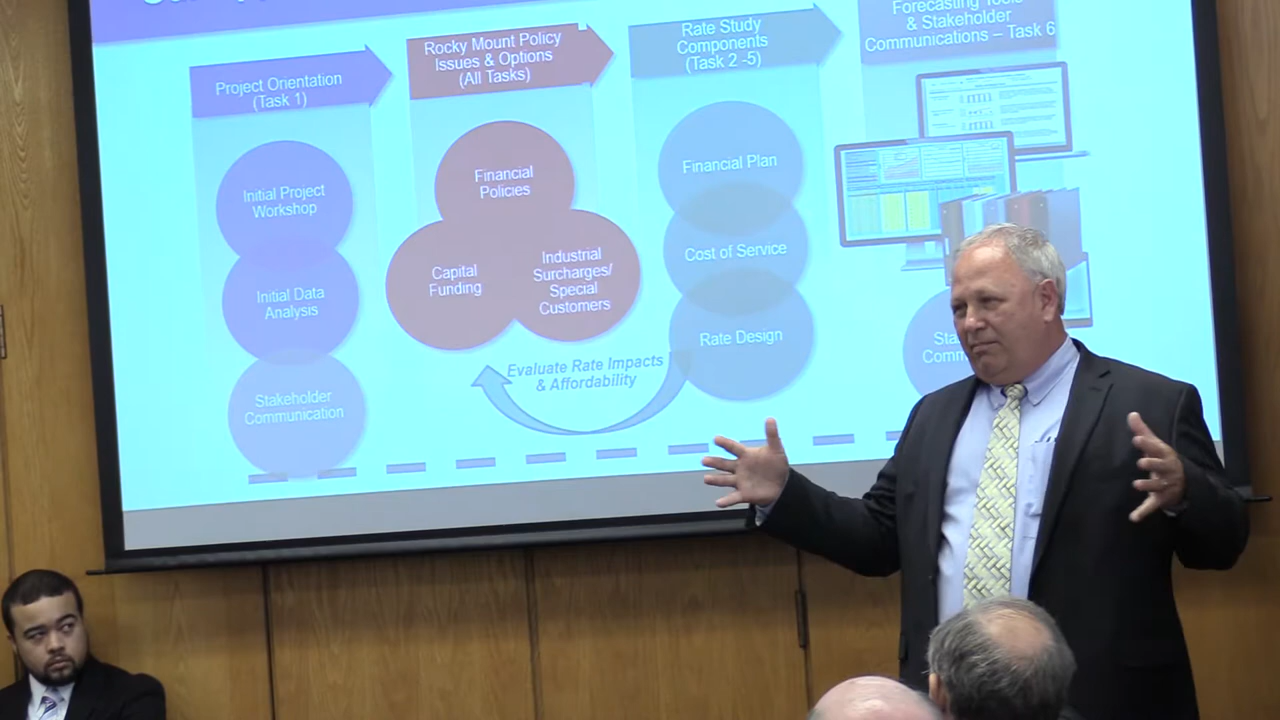 Project Orientation
(Task 1)
Initial Project
Workshop
Initial Data
Analysis
Stakeholder
Communication
Rocky Mount Policy
Issues & Options
(All Tasks)
Financial
Policies
Capital
Funding
Industrial
Surcharges/
Special
Customers
Rate Study
Components
(Task 2 -5)
Financial Plan
Cost of Service
Rate Design
Evaluate Rate Impacts
& Affordability
Forecasting Tools
& Stakeholder
Communications – Task 6